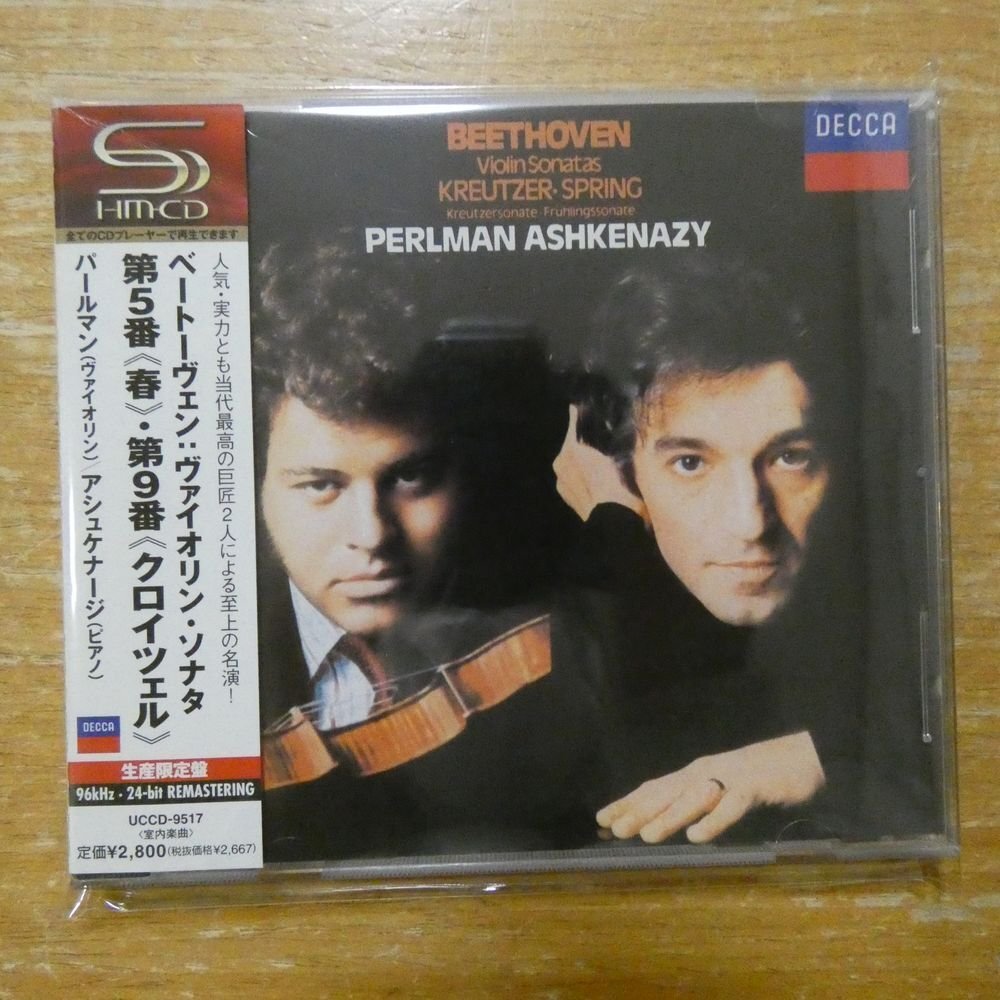 SHM-CD
全てのCDプレーヤーで再生できます
人気・実力とも当代最高の巨匠2人による至上の名演!
ベートーヴェン:ヴァイオリン・ソナタ
第5番《春》・第9番《クロイツェル》
パールマン(ヴァイオリン)/アシュケナージ(ピアノ)
DECCA
生産限定盤
96kHz・24-bit REMASTERING
UCCD-9517
〈室内楽曲〉
定価¥2,800(税抜価格¥2,667)
BEETHOVEN
Violin Sonatas
KREUTZER·SPRING
Kreutzersonate·Frühlingssonate
PERLMAN ASHKENAZY
DECCA